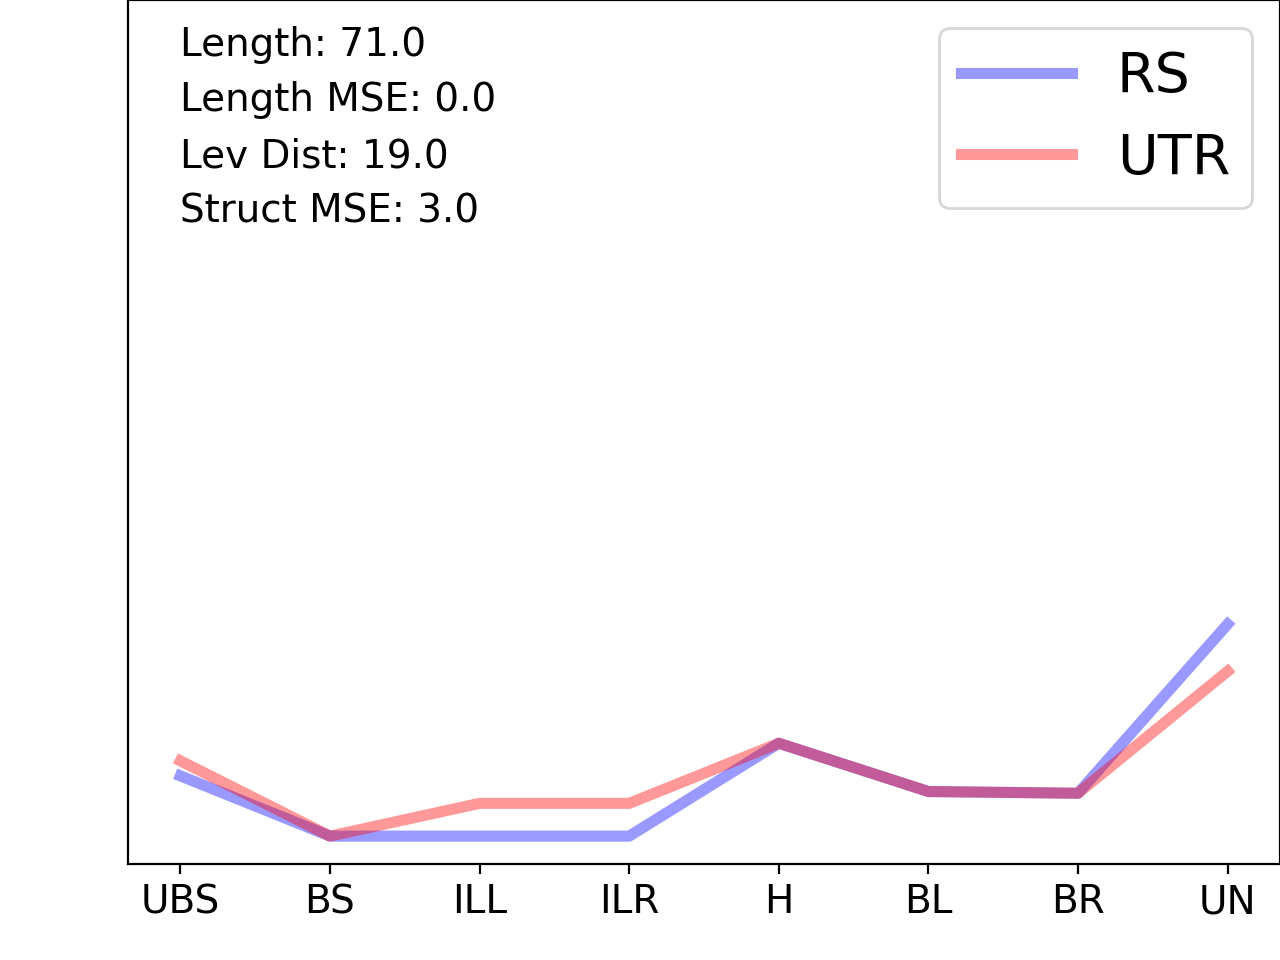 Length: 71.0
Length MSE: 0.0
Lev Dist: 19.0
Struct MSE: 3.0
RS
UTR
UBS BS ILL ILR H BL BR UN